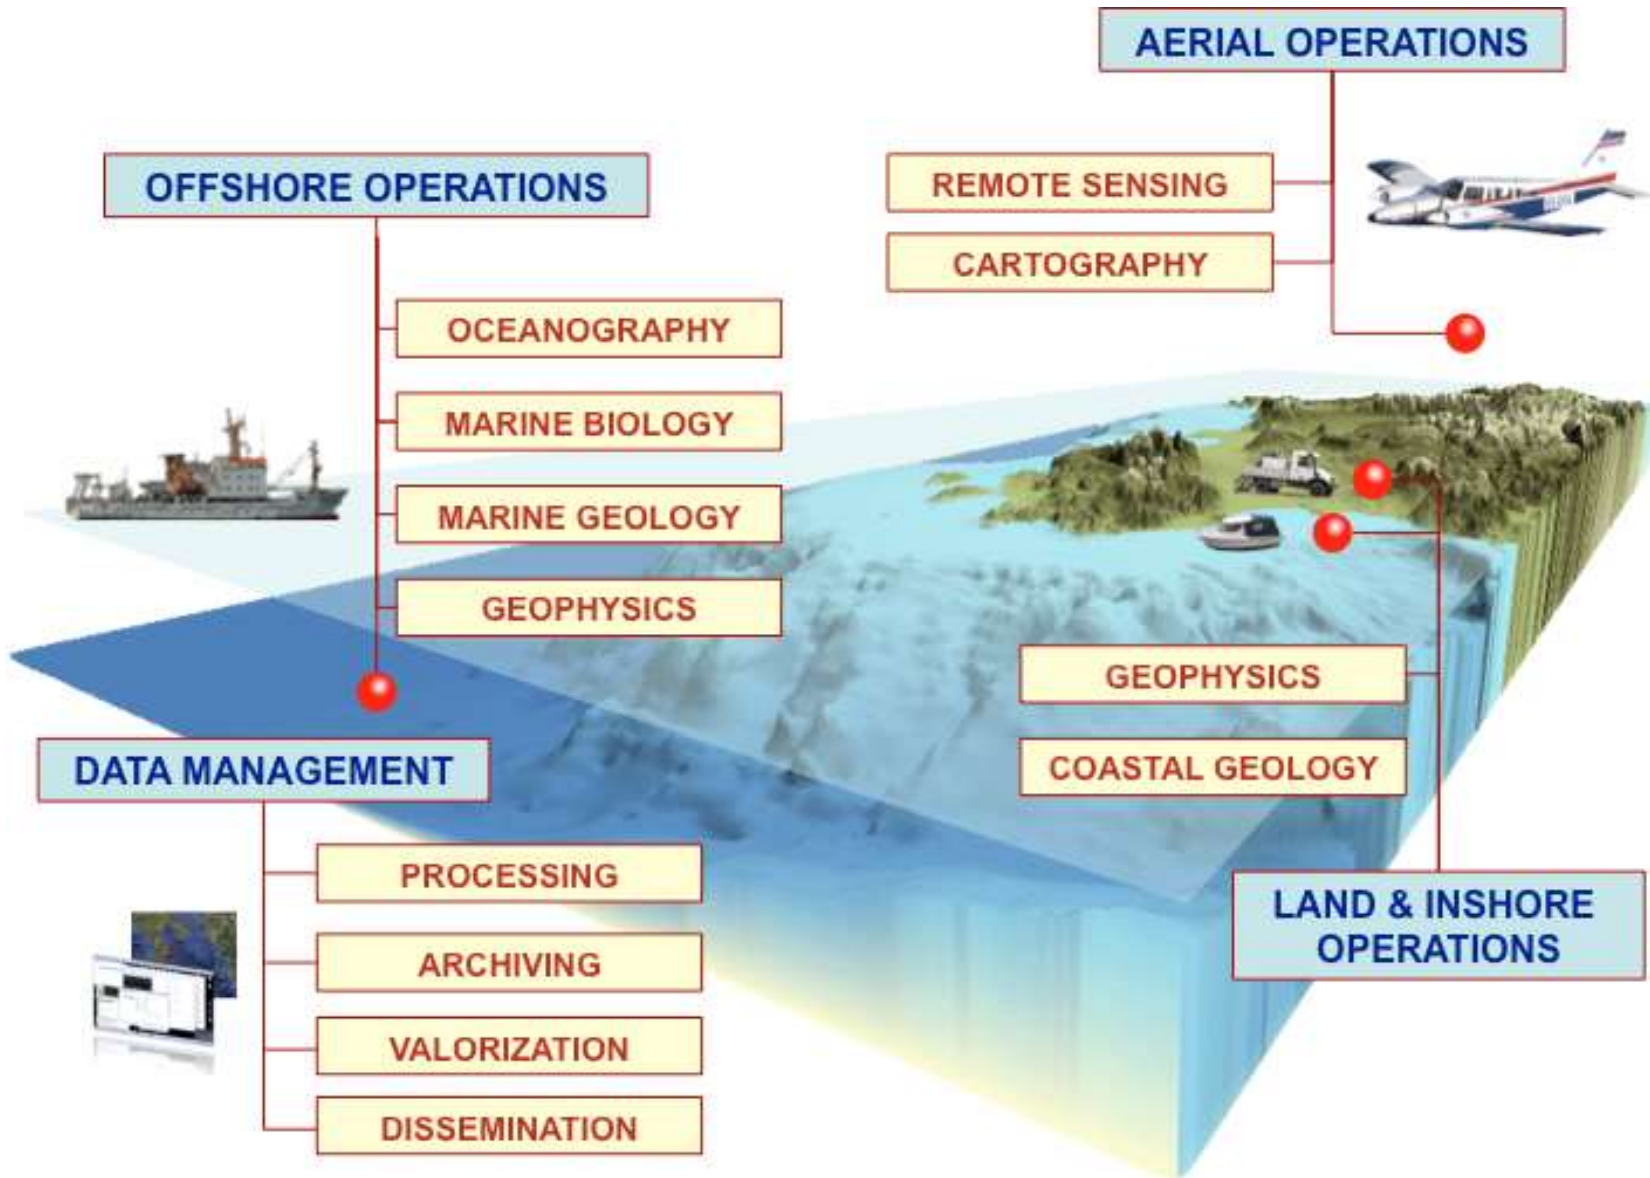 AERIAL OPERATIONS
REMOTE SENSING
CARTOGRAPHY
OFFSHORE OPERATIONS
OCEANOGRAPHY
MARINE BIOLOGY
MARINE GEOLOGY
GEOPHYSICS
GEOPHYSICS
COASTAL GEOLOGY
LAND & INSHORE
OPERATIONS
DATA MANAGEMENT
PROCESSING
ARCHIVING
VALORIZATION
DISSEMINATION